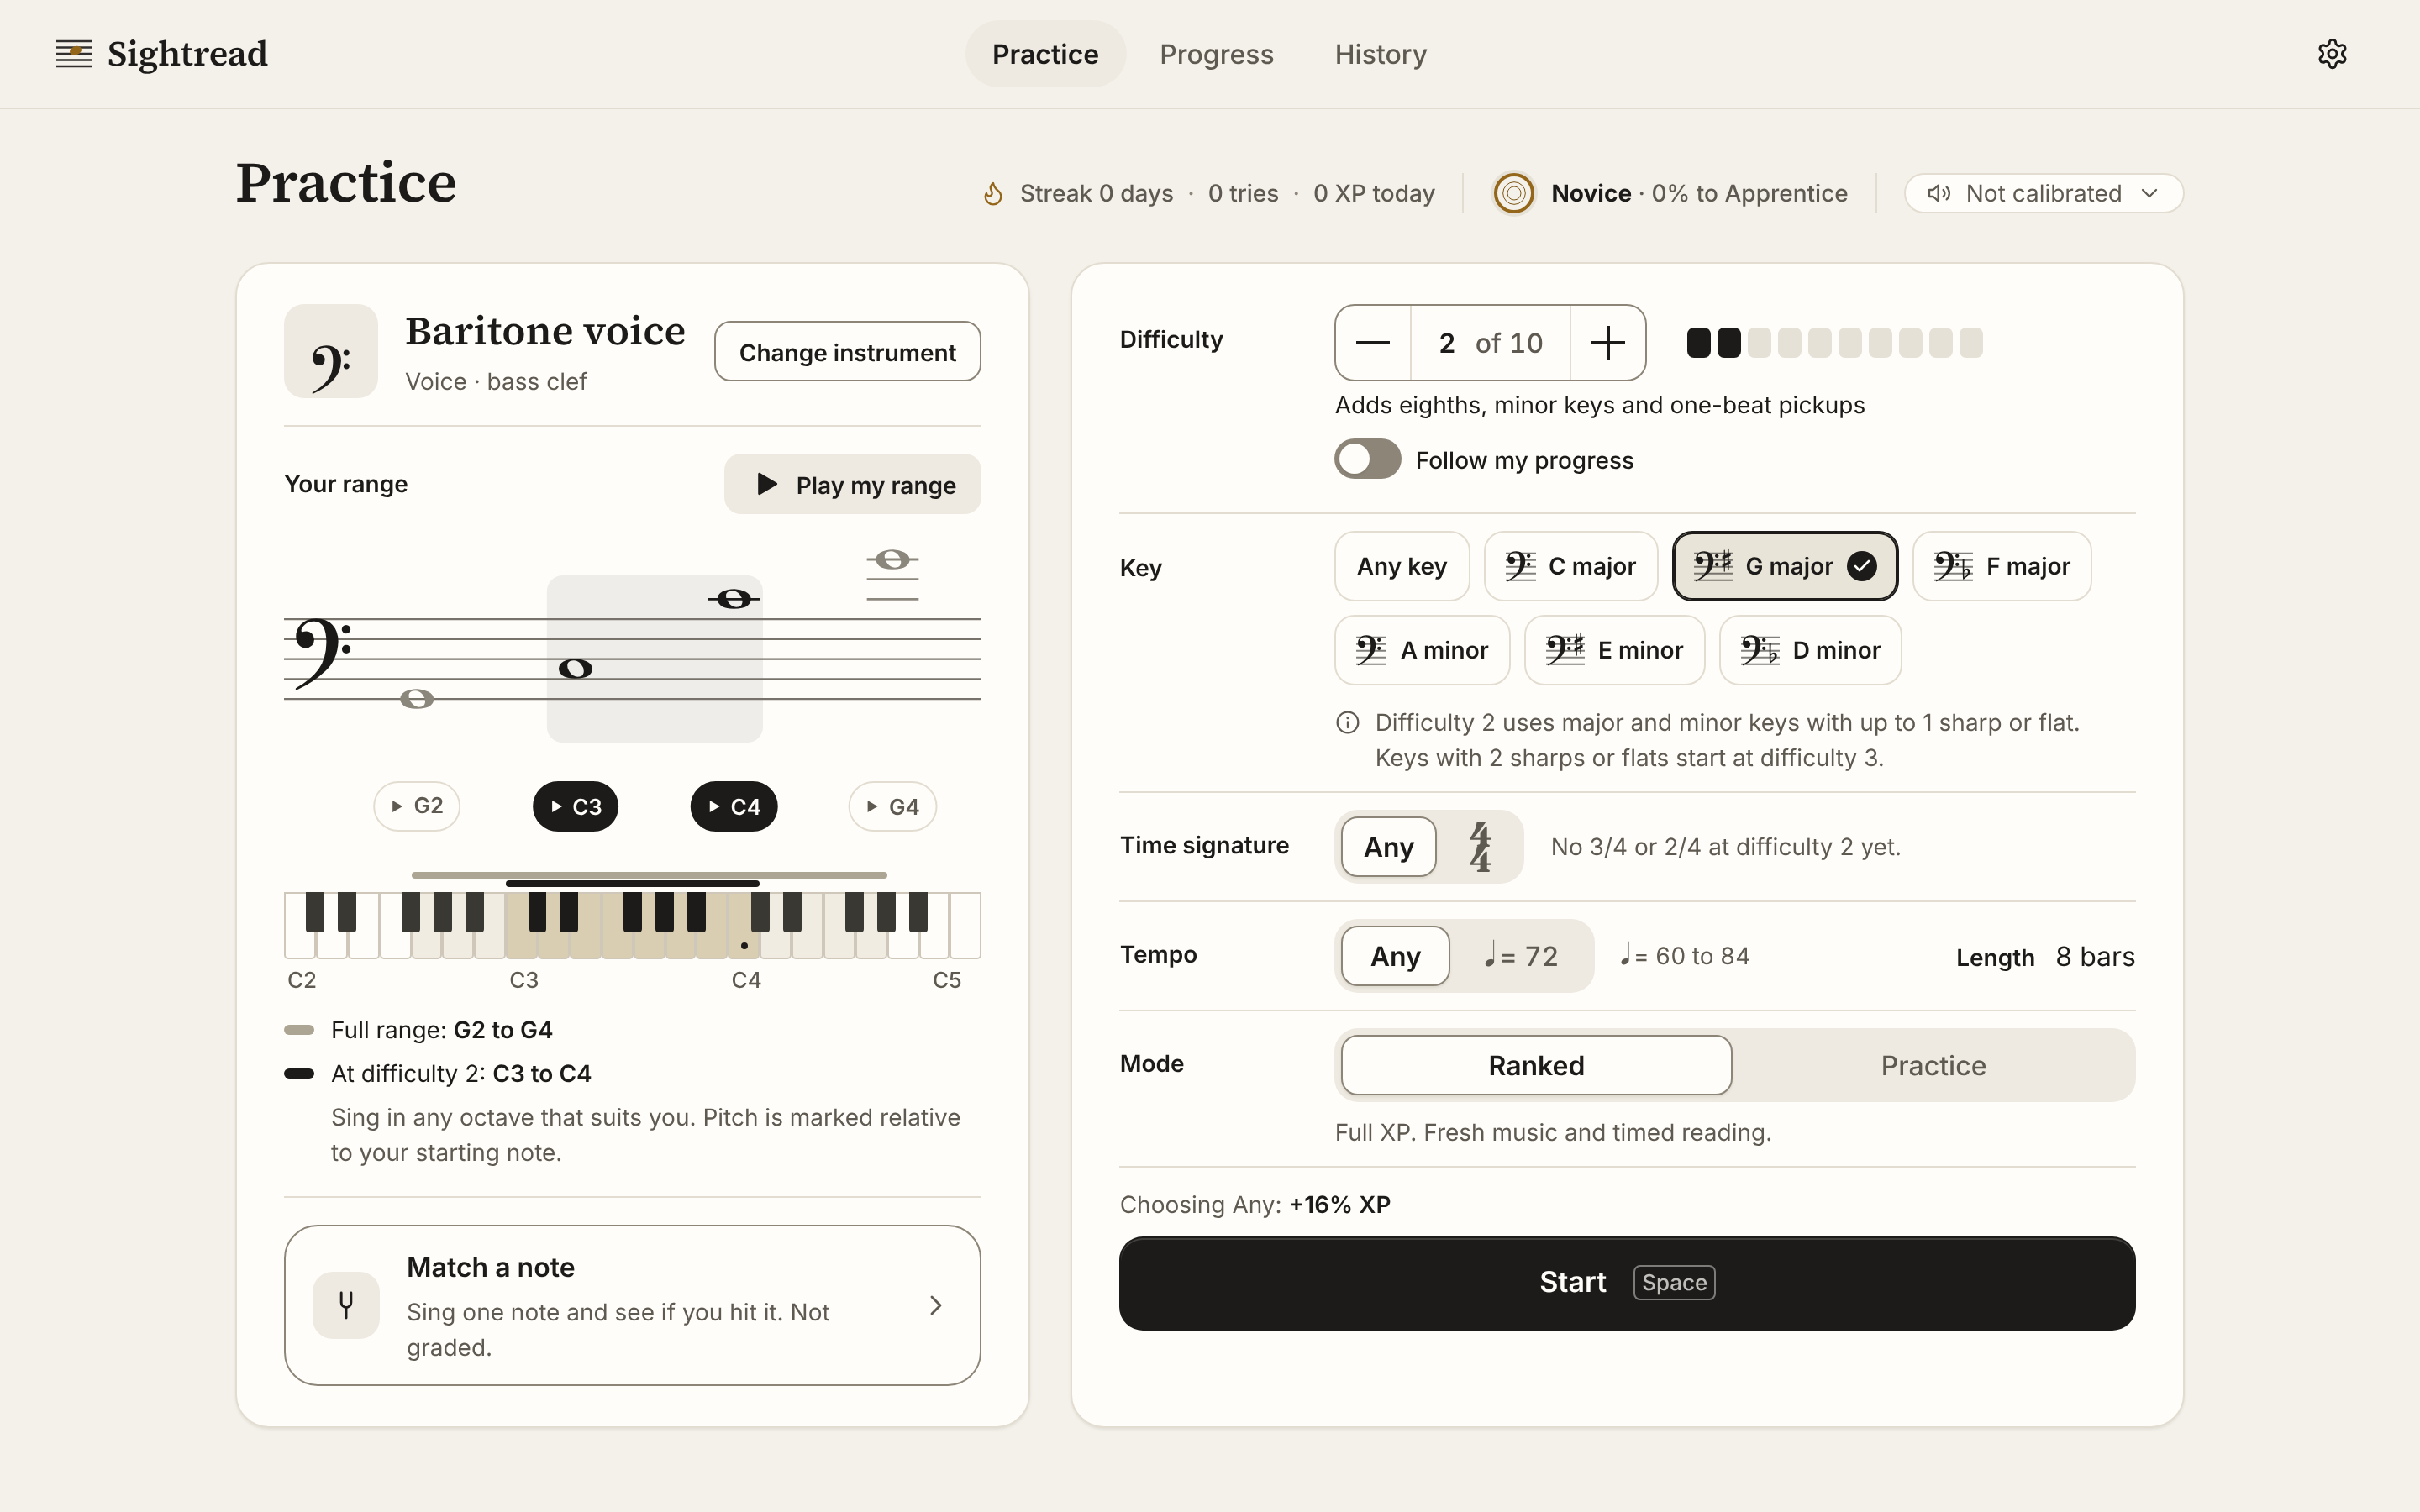 Sightread
Practice
Progress
History
Practice
Streak 0 days · 0 tries · 0 XP today
Novice · 0% to Apprentice
Not calibrated
Baritone voice
Voice · bass clef
Change instrument
Your range
Play my range
G2
C3
C4
G4
C2
C3
C4
C5
Full range: G2 to G4
At difficulty 2: C3 to C4
Sing in any octave that suits you. Pitch is marked relative
to your starting note.
Match a note
Sing one note and see if you hit it. Not
graded.
Difficulty
2 of 10
Adds eighths, minor keys and one-beat pickups
Follow my progress
Key
Any key
C major
G major
F major
A minor
E minor
D minor
Difficulty 2 uses major and minor keys with up to 1 sharp or flat.
Keys with 2 sharps or flats start at difficulty 3.
Time signature
Any
4
4
No 3/4 or 2/4 at difficulty 2 yet.
Tempo
Any
♩= 72
♩= 60 to 84
Length 8 bars
Mode
Ranked
Practice
Full XP. Fresh music and timed reading.
Choosing Any: +16% XP
Start Space